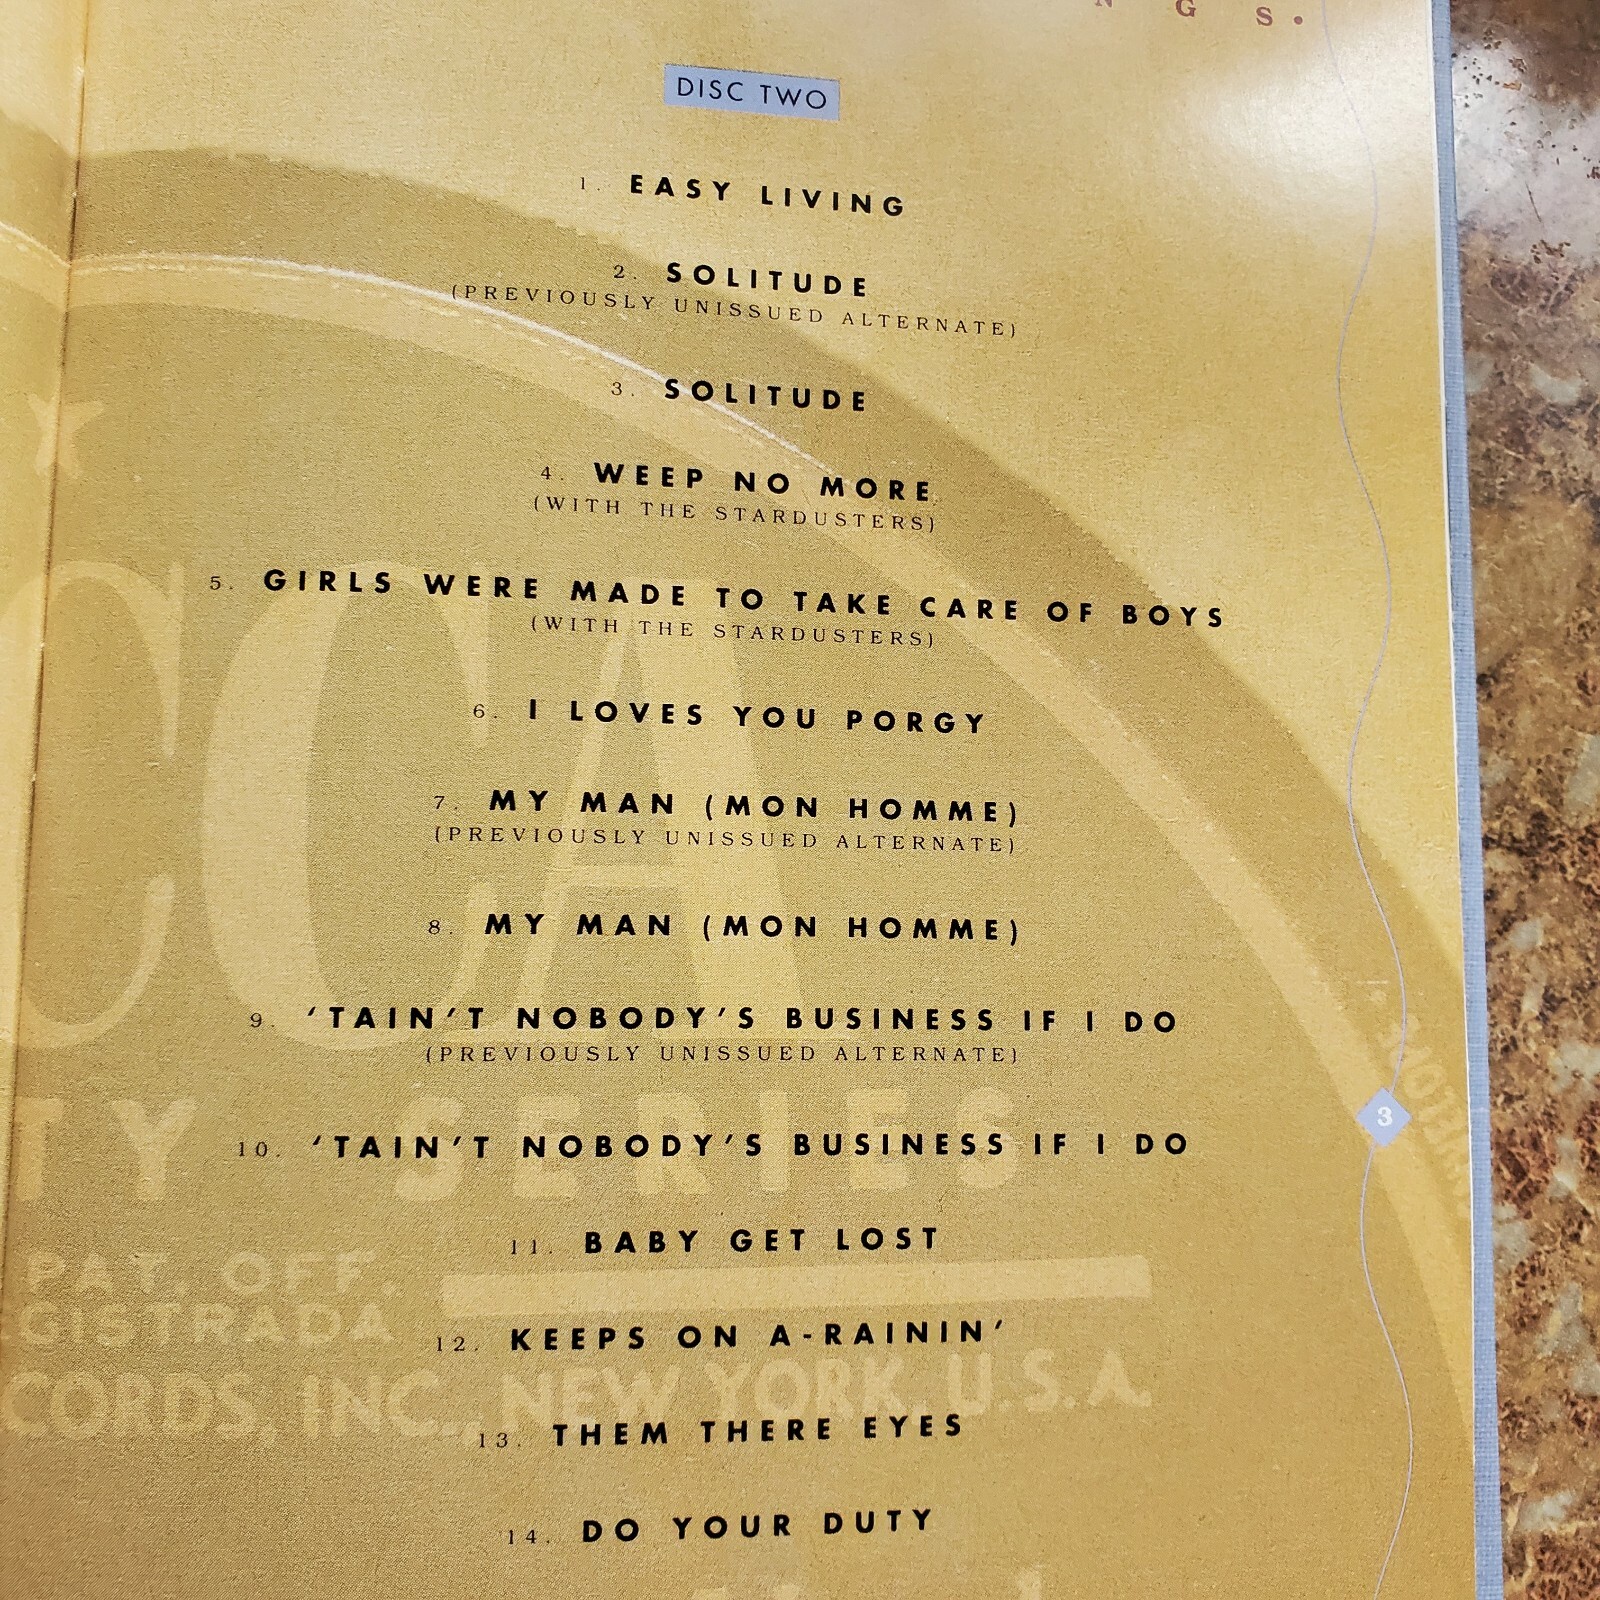 N G S •
DISC TWO
1. EASY LIVING
2. SOLITUDE
(PREVIOUSLY UNISSUED ALTERNATE)
3. SOLITUDE
4. WEEP NO MORE
(WITH THE STARDUSTERS)
5. GIRLS WERE MADE TO TAKE CARE OF BOYS
(WITH THE STARDUSTERS)
6. I LOVES YOU PORGY
7. MY MAN (MON HOMME)
(PREVIOUSLY UNISSUED ALTERNATE)
8. MY MAN (MON HOMME)
9. 'TAIN'T NOBODY'S BUSINESS IF I DO
(PREVIOUSLY UNISSUED ALTERNATE)
3
10. 'TAIN'T NOBODY'S BUSINESS IF I DO
11. BABY GET LOST
12. KEEPS ON A-RAININ'
13. THEM THERE EYES
14. DO YOUR DUTY
CCA
TY SERIES
PAT. OFF.
GISTRADA
CORDS, INC., NEW YORK, U.S.A.